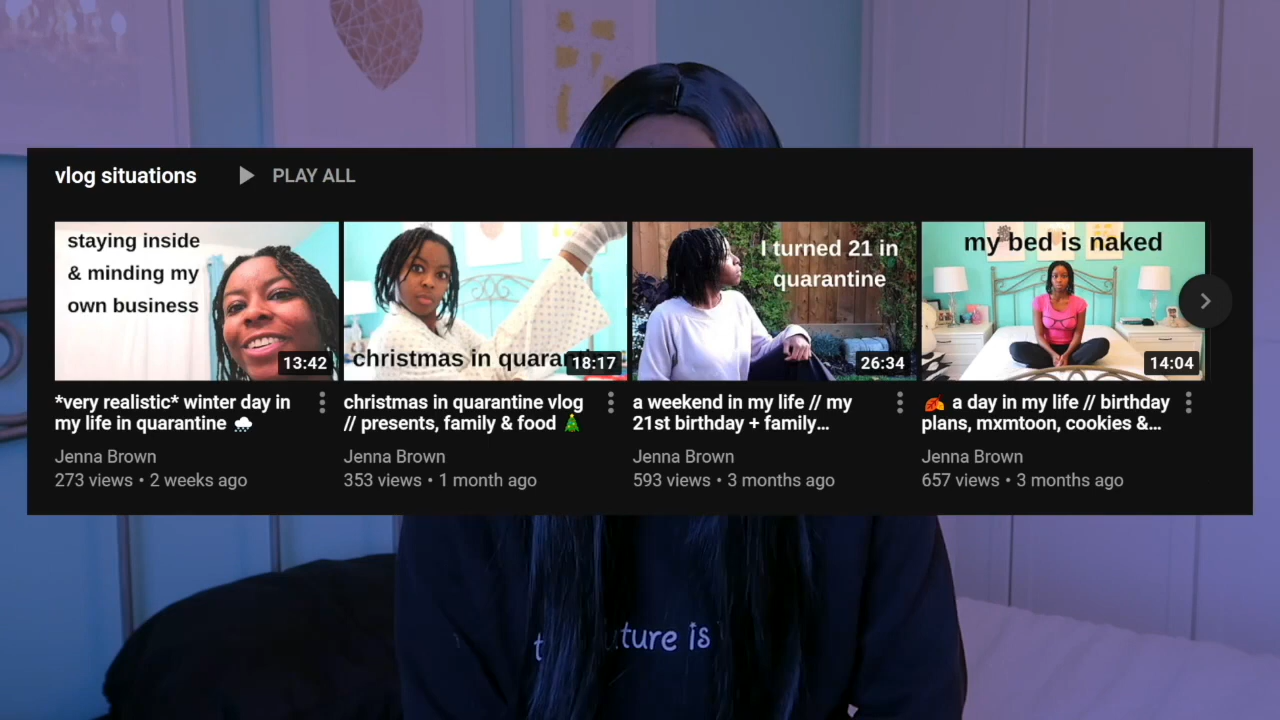 vlog situations PLAY ALL
staying inside
& minding my
own business
13:42
christmas in quarar
18:17
I turned 21 in
quarantine
26:34
my bed is naked
14:04
*very realistic* winter day in
my life in quarantine 🌧️
Jenna Brown
273 views • 2 weeks ago
christmas in quarantine vlog
// presents, family & food 🎄
Jenna Brown
353 views • 1 month ago
a weekend in my life // my
21st birthday + family…
Jenna Brown
593 views • 3 months ago
🍂 a day in my life // birthday
plans, mxmtoon, cookies &…
Jenna Brown
657 views • 3 months ago
is